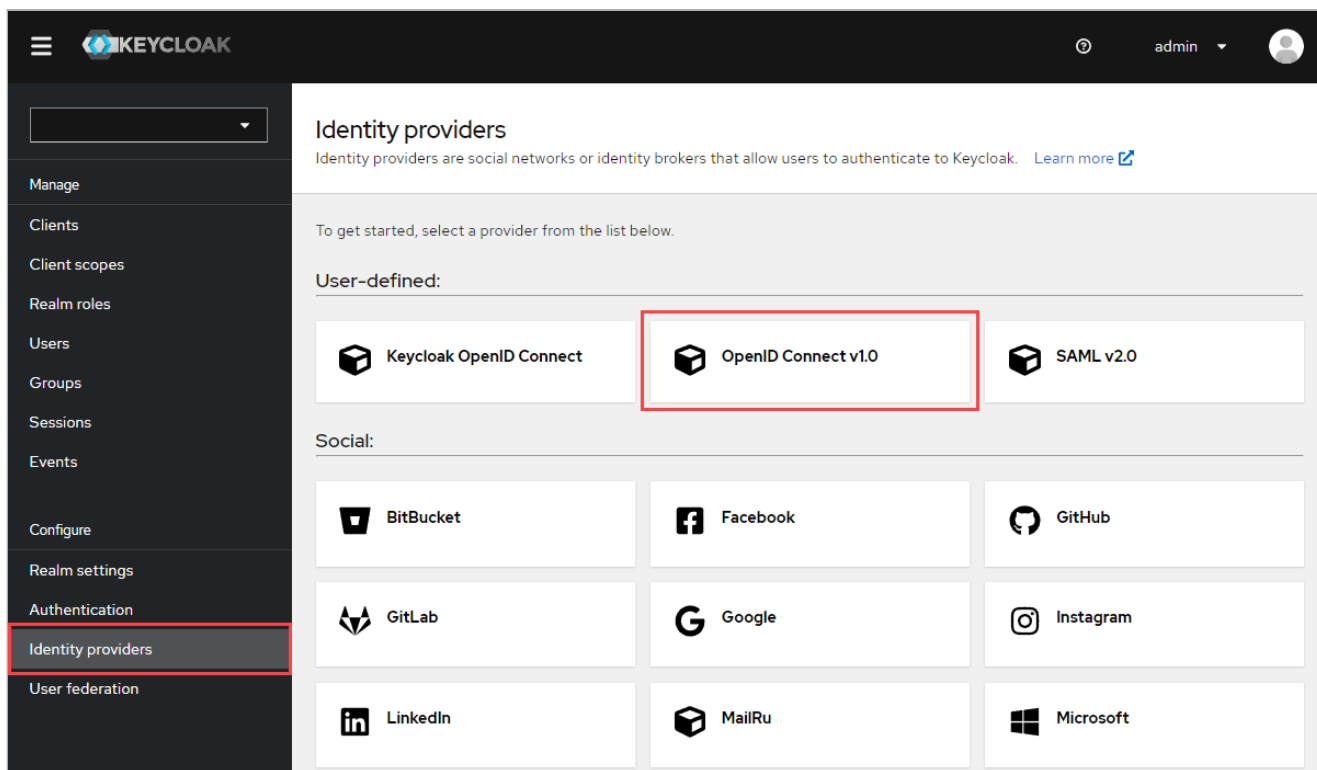 KEYCLOAK
admin
Identity providers
Identity providers are social networks or identity brokers that allow users to authenticate to Keycloak. Learn more
Manage
Clients
Client scopes
Realm roles
Users
Groups
Sessions
Events
Configure
Realm settings
Authentication
Identity providers
User federation
To get started, select a provider from the list below.
User-defined:
Keycloak OpenID Connect
OpenID Connect v1.0
SAML v2.0
Social:
BitBucket
Facebook
GitHub
GitLab
Google
Instagram
LinkedIn
MailRu
Microsoft